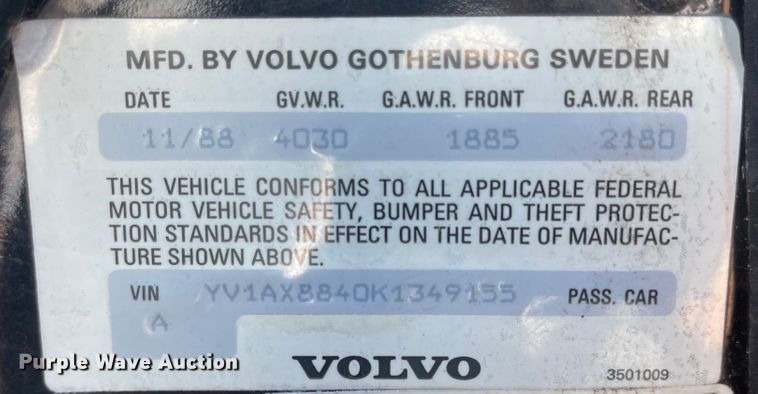 MFD. BY VOLVO GOTHENBURG SWEDEN
DATE GV.W.R. G.A.W.R. FRONT G.A.W.R. REAR
11/88 4030 1885 2180
THIS VEHICLE CONFORMS TO ALL APPLICABLE FEDERAL
MOTOR VEHICLE SAFETY, BUMPER AND THEFT PROTEC-
TION STANDARDS IN EFFECT ON THE DATE OF MANUFAC-
TURE SHOWN ABOVE.
VIN YV1AX8840K1349155 PASS. CAR
A
VOLVO 3501009
Purple Wave Auction